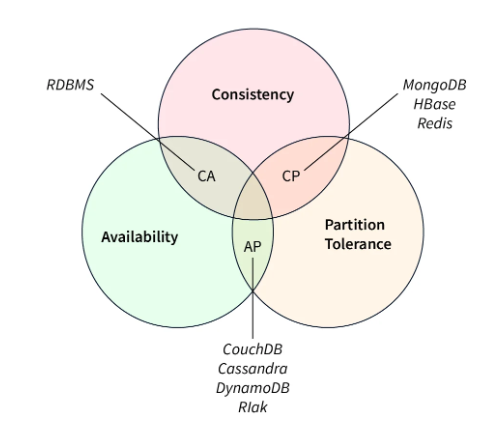 RDBMS
Consistency
MongoDB
HBase
Redis
CA
CP
Availability
Partition
Tolerance
AP
CouchDB
Cassandra
DynamoDB
RIak